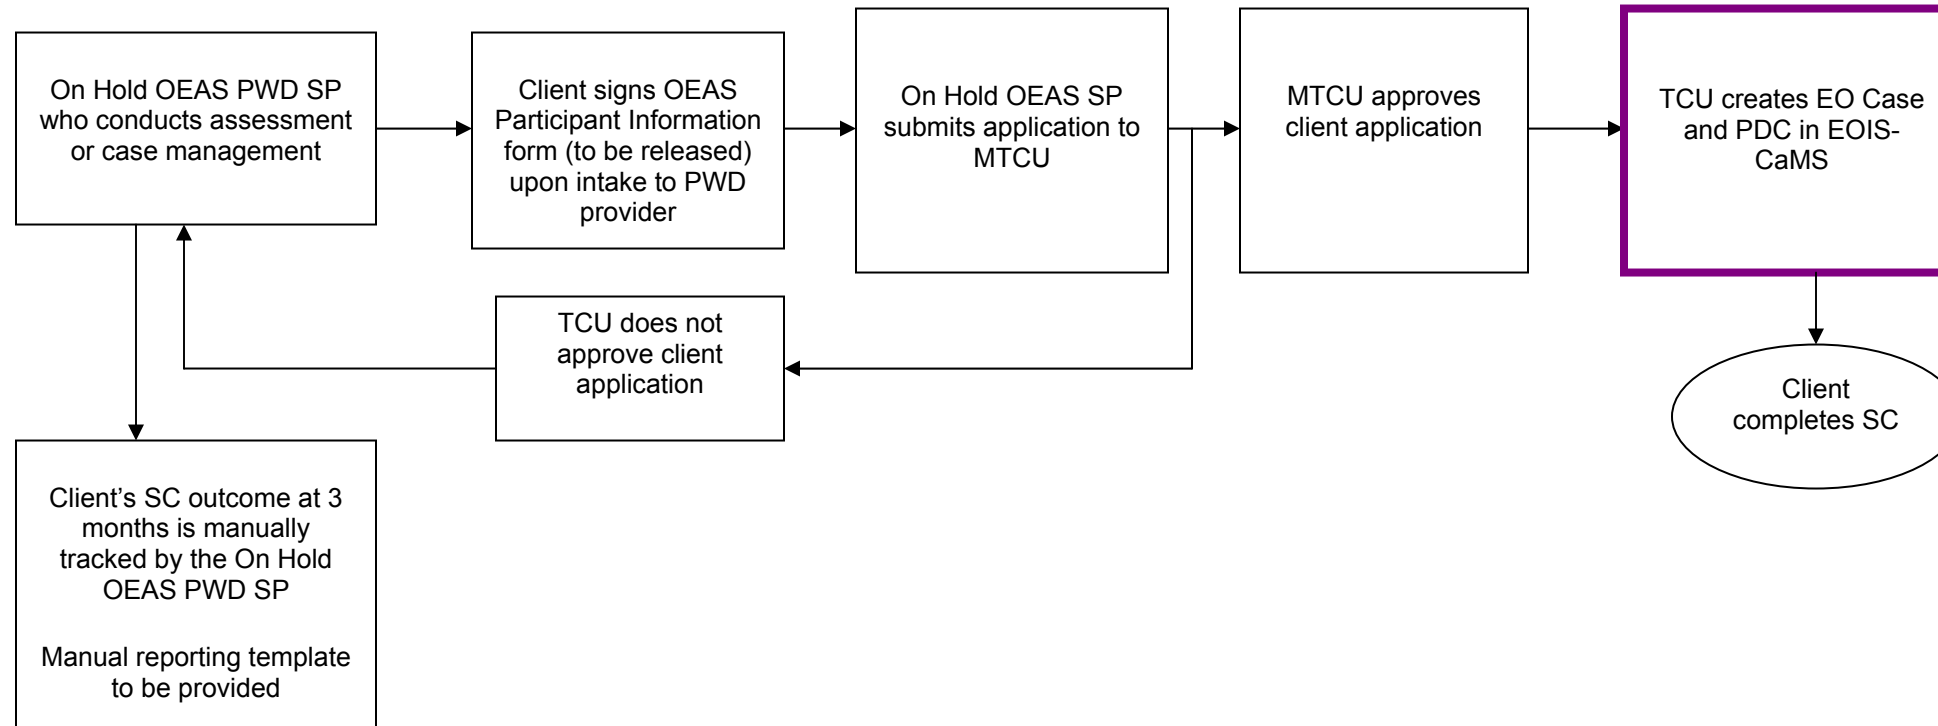 On Hold OEAS PWD SP
who conducts assessment
or case management
Client signs OEAS
Participant Information
form (to be released)
upon intake to PWD
provider
On Hold OEAS SP
submits application to
MTCU
MTCU approves
client application
TCU creates EO Case
and PDC in EOIS-
CaMS
TCU does not
approve client
application
Client
completes SC
Client’s SC outcome at 3
months is manually
tracked by the On Hold
OEAS PWD SP
Manual reporting template
to be provided